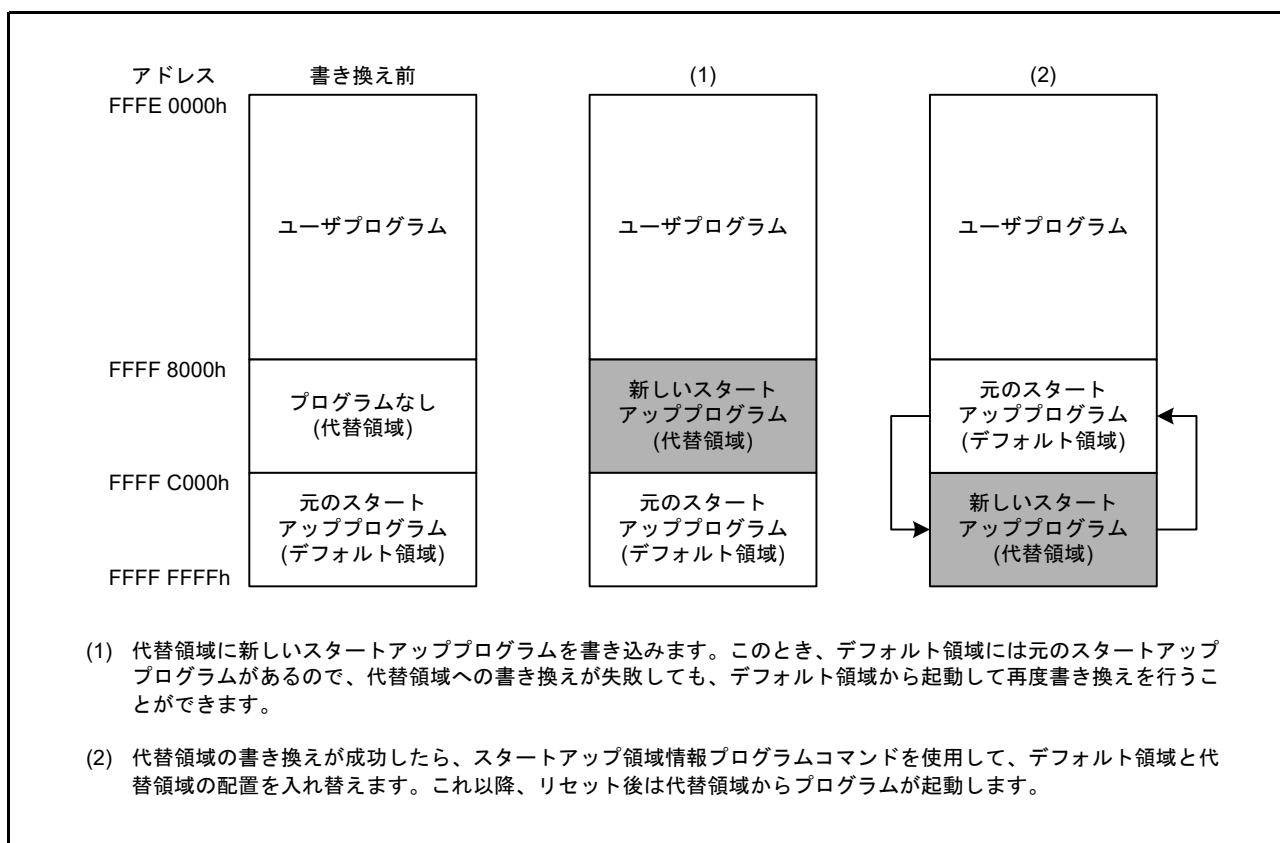 アドレス 書き換え前 (1) (2)
FFFE 0000h
ユーザプログラム ユーザプログラム ユーザプログラム
FFFF 8000h
プログラムなし
(代替領域)
新しいスタート
アッププログラム
(代替領域)
元のスタート
アッププログラム
(デフォルト領域)
FFFF C000h
元のスタート
アッププログラム
(デフォルト領域)
元のスタート
アッププログラム
(デフォルト領域)
新しいスタート
アッププログラム
(代替領域)
FFFF FFFFh
(1) 代替領域に新しいスタートアッププログラムを書き込みます。このとき、デフォルト領域には元のスタートアップ
プログラムがあるので、代替領域への書き換えが失敗しても、デフォルト領域から起動して再度書き換えを行うこ
とができます。
(2) 代替領域の書き換えが成功したら、スタートアップ領域情報プログラムコマンドを使用して、デフォルト領域と代
替領域の配置を入れ替えます。これ以降、リセット後は代替領域からプログラムが起動します。